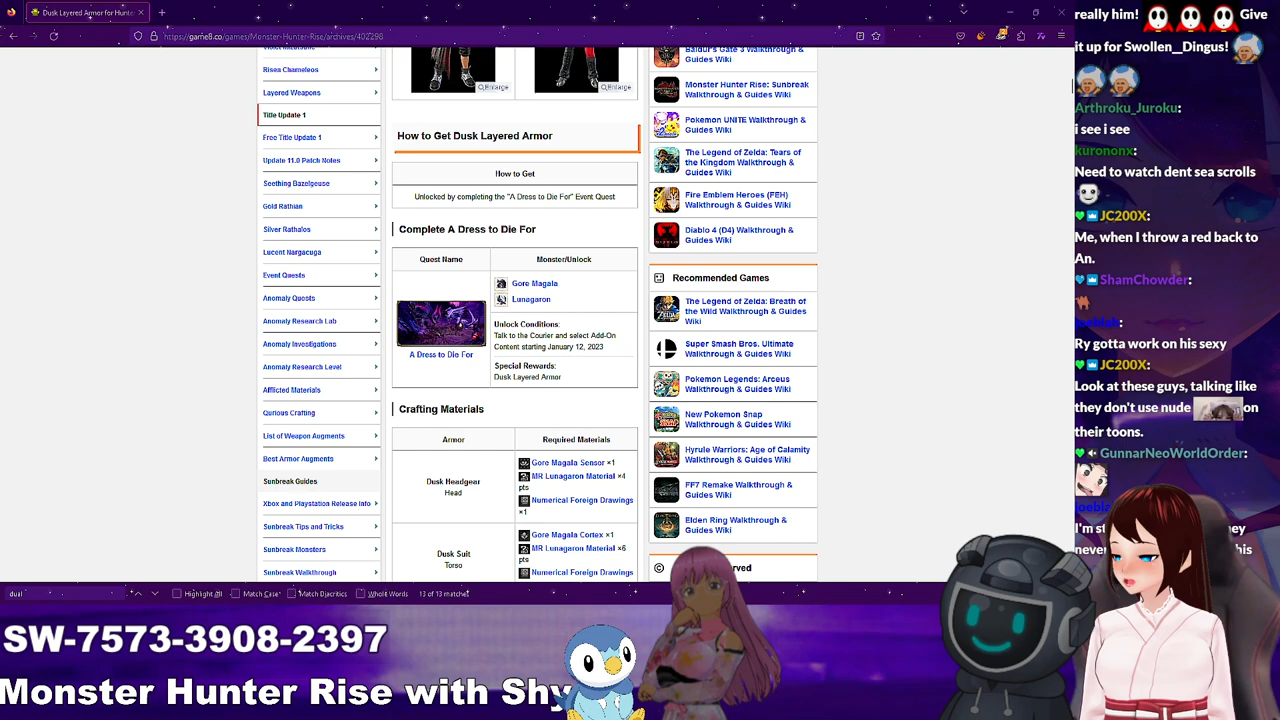 Dusk Layered Armor for Hunter
https://game8.co/games/Monster-Hunter-Rise/archives/402298
Violet Mizutsune
Risen Chameleos
Layered Weapons
Title Update 1
Free Title Update 1
Update 11.0 Patch Notes
Seething Bazelgeuse
Gold Rathian
Silver Rathalos
Lucent Nargacuga
Event Quests
Anomaly Quests
Anomaly Research Lab
Anomaly Investigations
Anomaly Research Level
Afflicted Materials
Qurious Crafting
List of Weapon Augments
Best Armor Augments
Sunbreak Guides
Xbox and Playstation Release Info
Sunbreak Tips and Tricks
Sunbreak Monsters
Sunbreak Walkthrough
Enlarge
Enlarge
How to Get Dusk Layered Armor
How to Get
Unlocked by completing the "A Dress to Die For" Event Quest
Complete A Dress to Die For
Quest Name
Monster/Unlock
A Dress to Die For
Gore Magala
Lunagaron
Unlock Conditions:
Talk to the Courier and select Add-On
Content starting January 12, 2023
Special Rewards:
Dusk Layered Armor
Crafting Materials
Armor
Required Materials
Dusk Headgear
Head
Gore Magala Sensor ×1
MR Lunagaron Material ×4
pts
Numerical Foreign Drawings
×1
Dusk Suit
Torso
Gore Magala Cortex ×1
MR Lunagaron Material ×6
pts
Numerical Foreign Drawings
Baldur's Gate 3 Walkthrough &
Guides Wiki
Monster Hunter Rise: Sunbreak
Walkthrough & Guides Wiki
Pokemon UNITE Walkthrough &
Guides Wiki
The Legend of Zelda: Tears of
the Kingdom Walkthrough &
Guides Wiki
Fire Emblem Heroes (FEH)
Walkthrough & Guides Wiki
Diablo 4 (D4) Walkthrough &
Guides Wiki
Recommended Games
The Legend of Zelda: Breath of
the Wild Walkthrough & Guides
Wiki
Super Smash Bros. Ultimate
Walkthrough & Guides Wiki
Pokemon Legends: Arceus
Walkthrough & Guides Wiki
New Pokemon Snap
Walkthrough & Guides Wiki
Hyrule Warriors: Age of Calamity
Walkthrough & Guides Wiki
FF7 Remake Walkthrough &
Guides Wiki
Elden Ring Walkthrough &
Guides Wiki
dual
Highlight All
Match Case
Match Diacritics
Whole Words
13 of 13 matches
SW-7573-3908-2397
Monster Hunter Rise with Shy
really him! Give
it up for Swollen_Dingus!
Arthroku_Juroku:
i see i see
kurononx:
Need to watch dent sea scrolls
JC200X:
Me, when I throw a red back to
An.
ShamChowder:
joeblah:
Ry gotta work on his sexy
JC200X:
Look at these guys, talking like
they don't use nude on
their toons.
GunnarNeoWorldOrder: